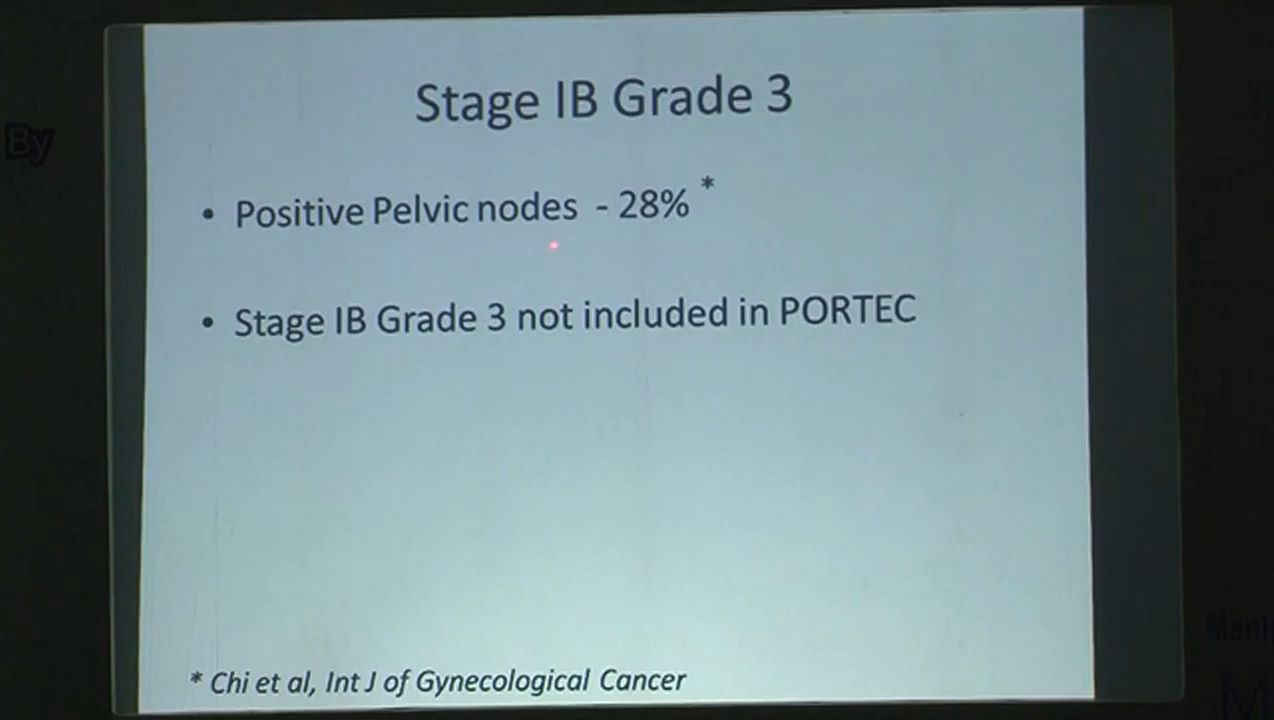 Stage IB Grade 3
By
• Positive Pelvic nodes - 28% *
• Stage IB Grade 3 not included in PORTEC
* Chi et al, Int J of Gynecological Cancer